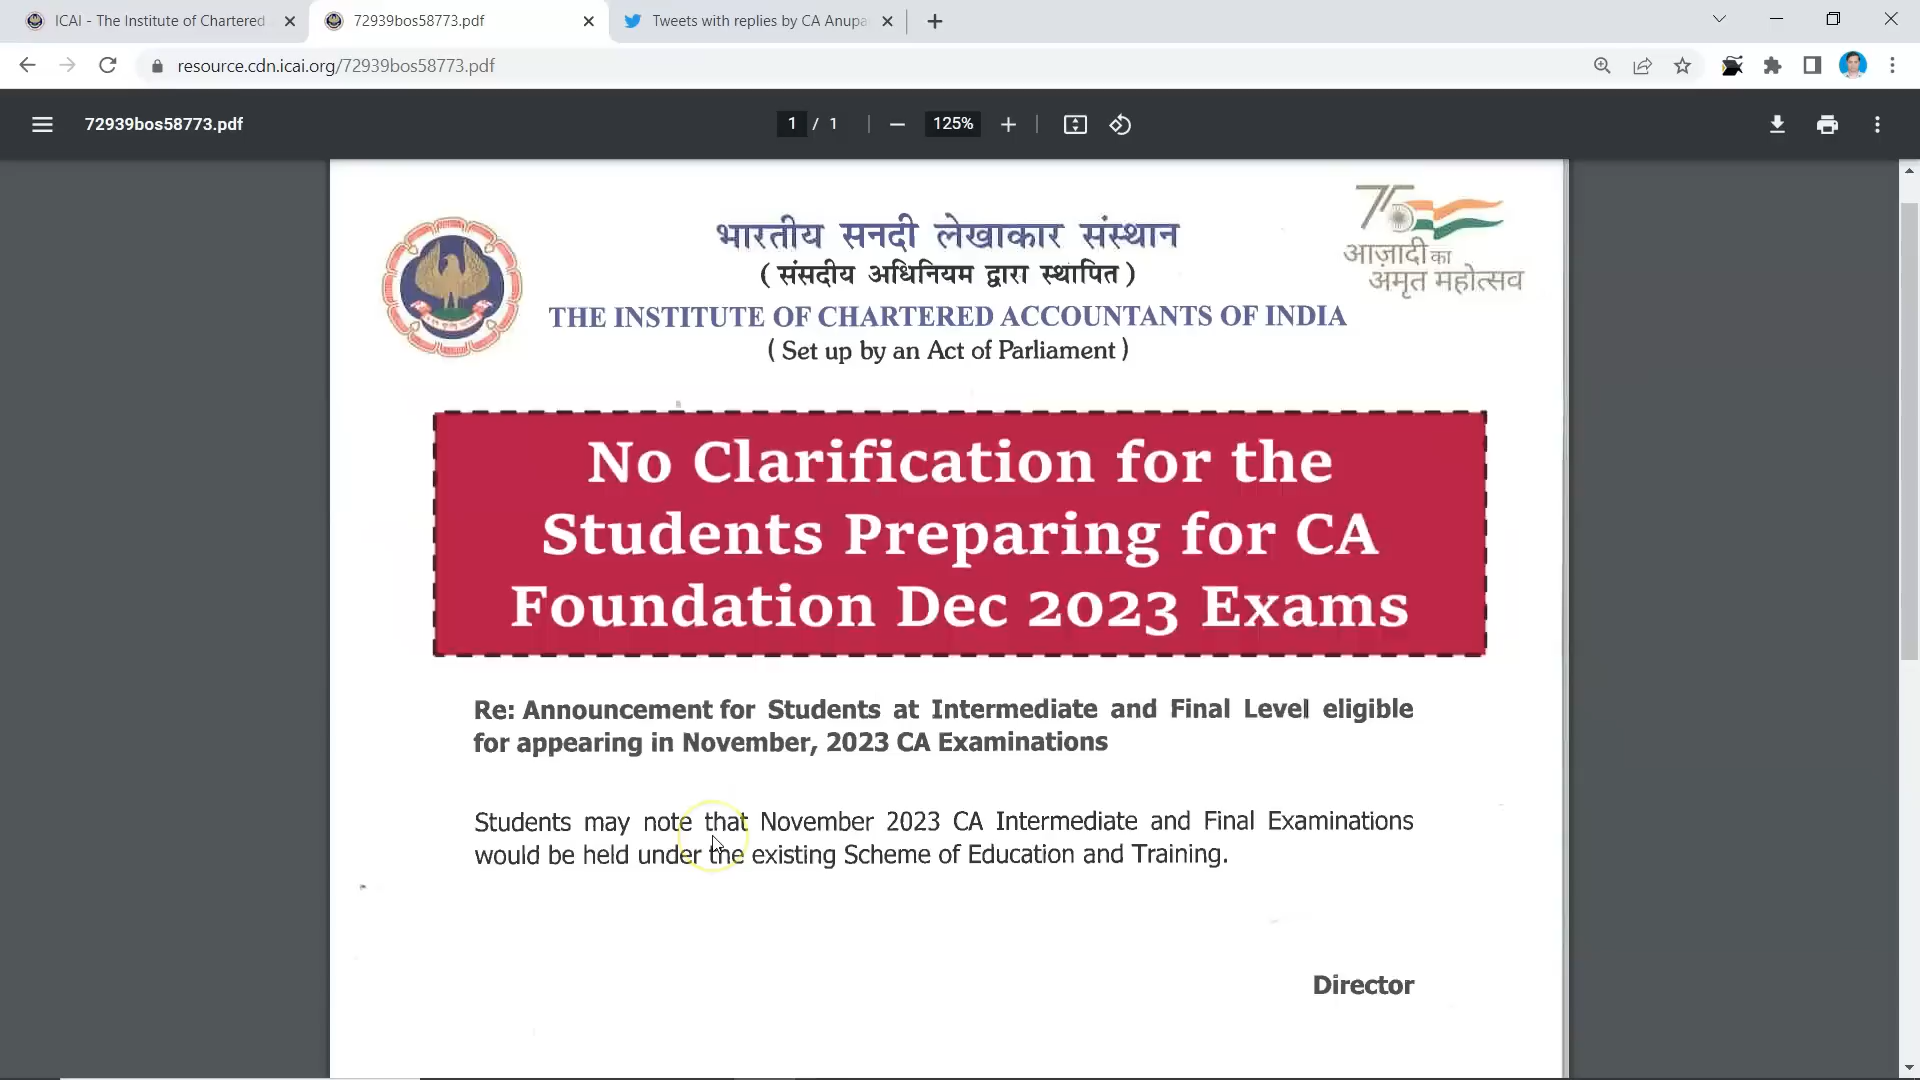 ICAI - The Institute of Chartered
72939bos58773.pdf
Tweets with replies by CA Anupa
resource.cdn.icai.org/72939bos58773.pdf
72939bos58773.pdf
1 / 1
125%
75
आज़ादी का
अमृत महोत्सव
भारतीय सनदी लेखाकार संस्थान
(संसदीय अधिनियम द्वारा स्थापित)
THE INSTITUTE OF CHARTERED ACCOUNTANTS OF INDIA
(Set up by an Act of Parliament)
No Clarification for the
Students Preparing for CA
Foundation Dec 2023 Exams
Re: Announcement for Students at Intermediate and Final Level eligible
for appearing in November, 2023 CA Examinations
Students may note that November 2023 CA Intermediate and Final Examinations
would be held under the existing Scheme of Education and Training.
Director